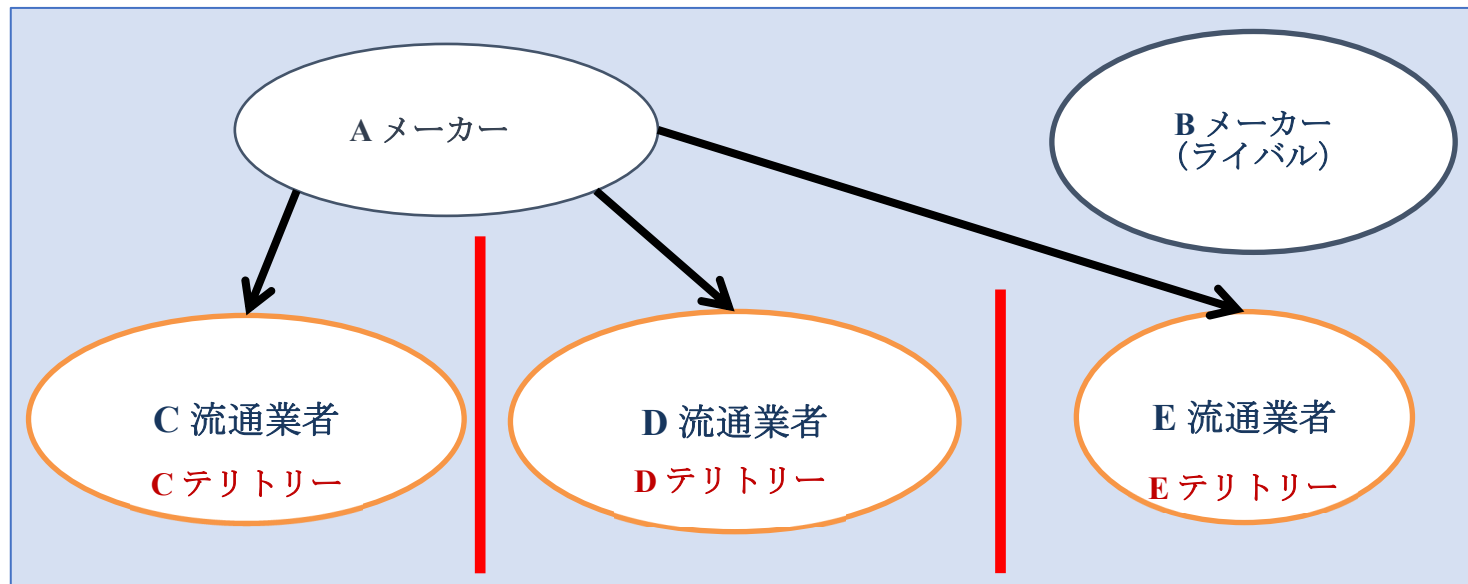 A メーカー
B メーカー
（ライバル）
C 流通業者
C テリトリー
D 流通業者
D テリトリー
E 流通業者
E テリトリー